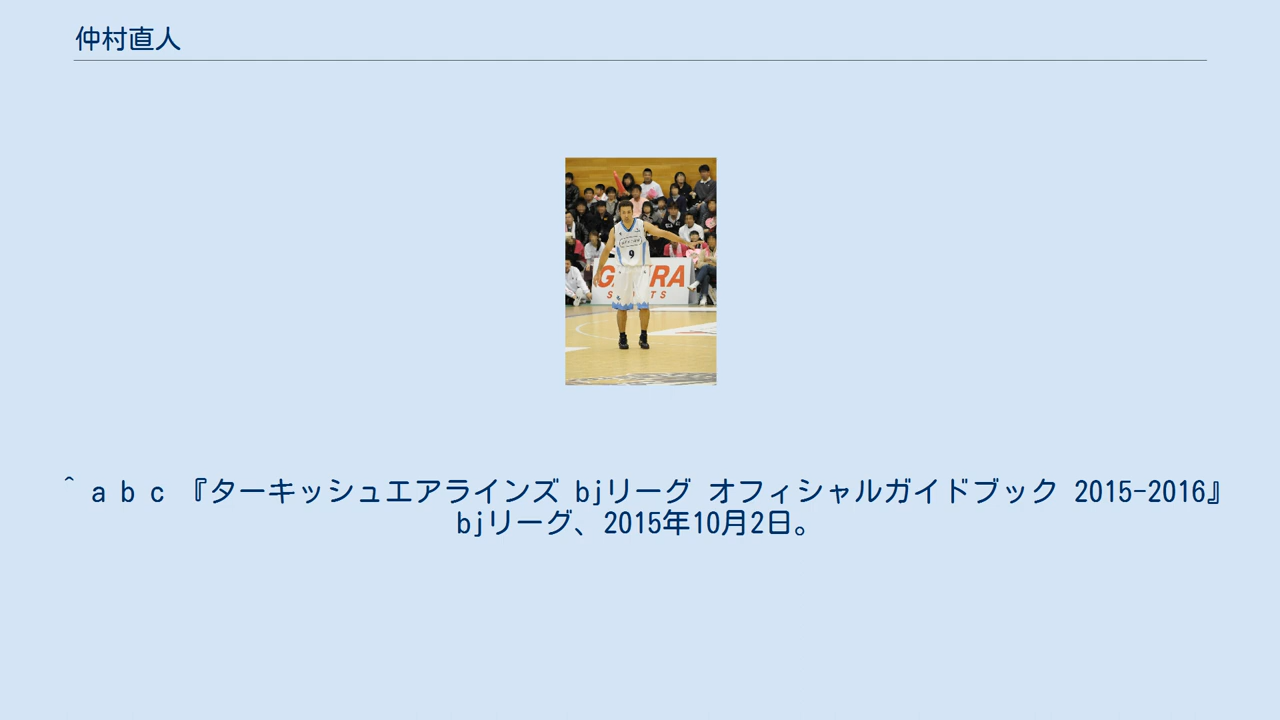 仲村直人
9
^ a b c 『ターキッシュエアラインズ bjリーグ オフィシャルガイドブック 2015-2016』
bjリーグ、2015年10月2日。